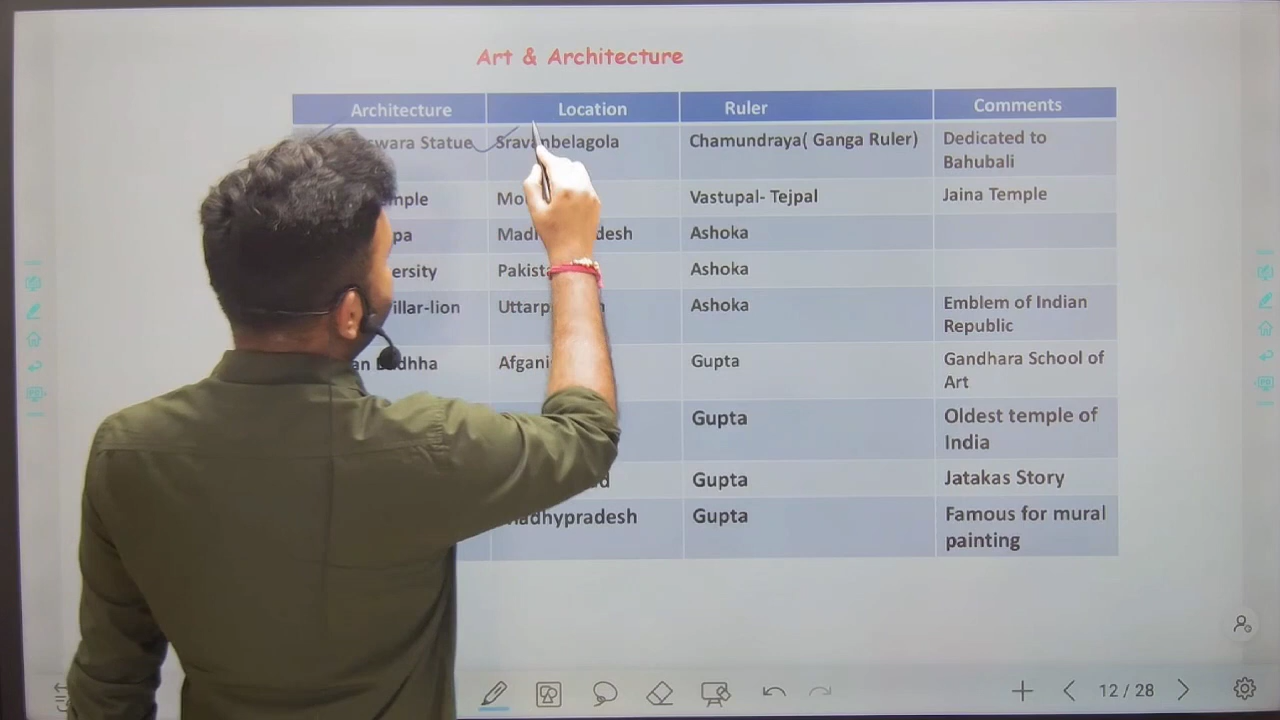 Art & Architecture
Architecture Location Ruler Comments
swara Statue Sravanbelagola Chamundraya( Ganga Ruler) Dedicated to
Bahubali
mple Mo Vastupal- Tejpal Jaina Temple
pa Madh desh Ashoka
ersity Pakist Ashoka
illar-lion Uttarp Ashoka Emblem of Indian
Republic
an Afgani Gupta Gandhara School of
Art
Gupta Oldest temple of
India
d Gupta Jatakas Story
adhypradesh Gupta Famous for mural
painting
12 / 28